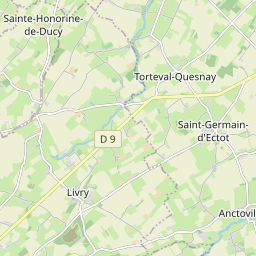 Sainte-Honorine-
de-Ducy
Torteval-Quesnay
Saint-Germain-
d'Ectot
D 9
Livry
Anctovil